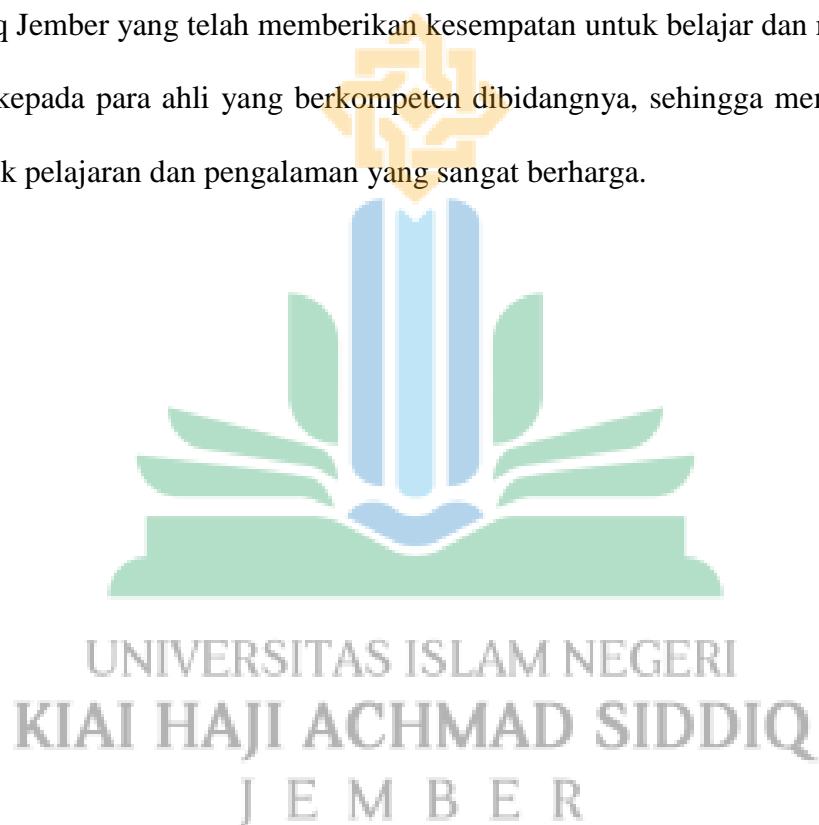 q Jember yang telah memberikan kesempatan untuk belajar dan
kepada para ahli yang berkompeten dibidangnya, sehingga
k pelajaran dan pengalaman yang sangat berharga.
UNIVERSITAS ISLAM NEGERI
KIAI HAJI ACHMAD SIDDIQ
JEMBER